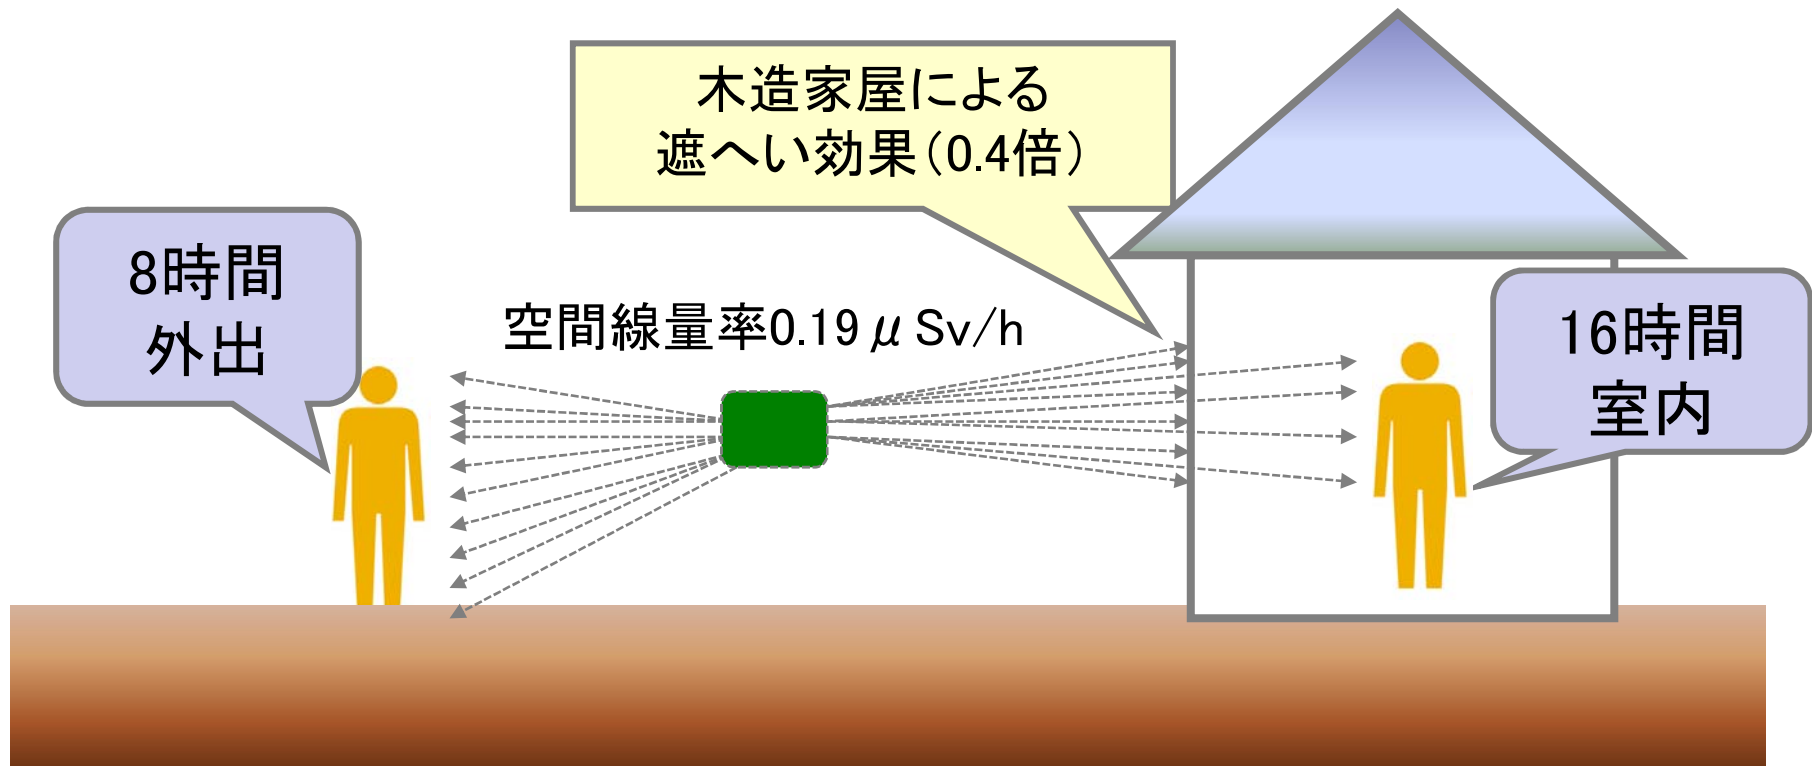 木造家屋による
遮へい効果（0.4倍）
8時間
外出
空間線量率0.19μSv/h
16時間
室内